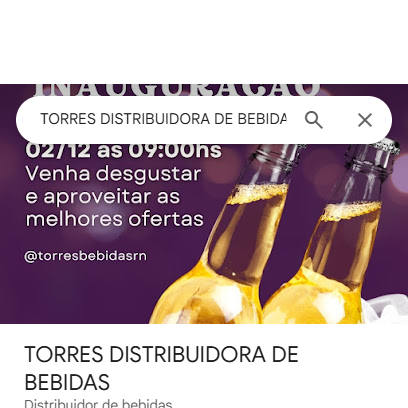 INAUGURAÇÃO
TORRES DISTRIBUIDORA DE BEBIDA
02/12 às 09:00hs
Venha desgustar
e aproveitar as
melhores ofertas
@torresbebidasrn
TORRES DISTRIBUIDORA DE
BEBIDAS
Distribuidor de bebidas